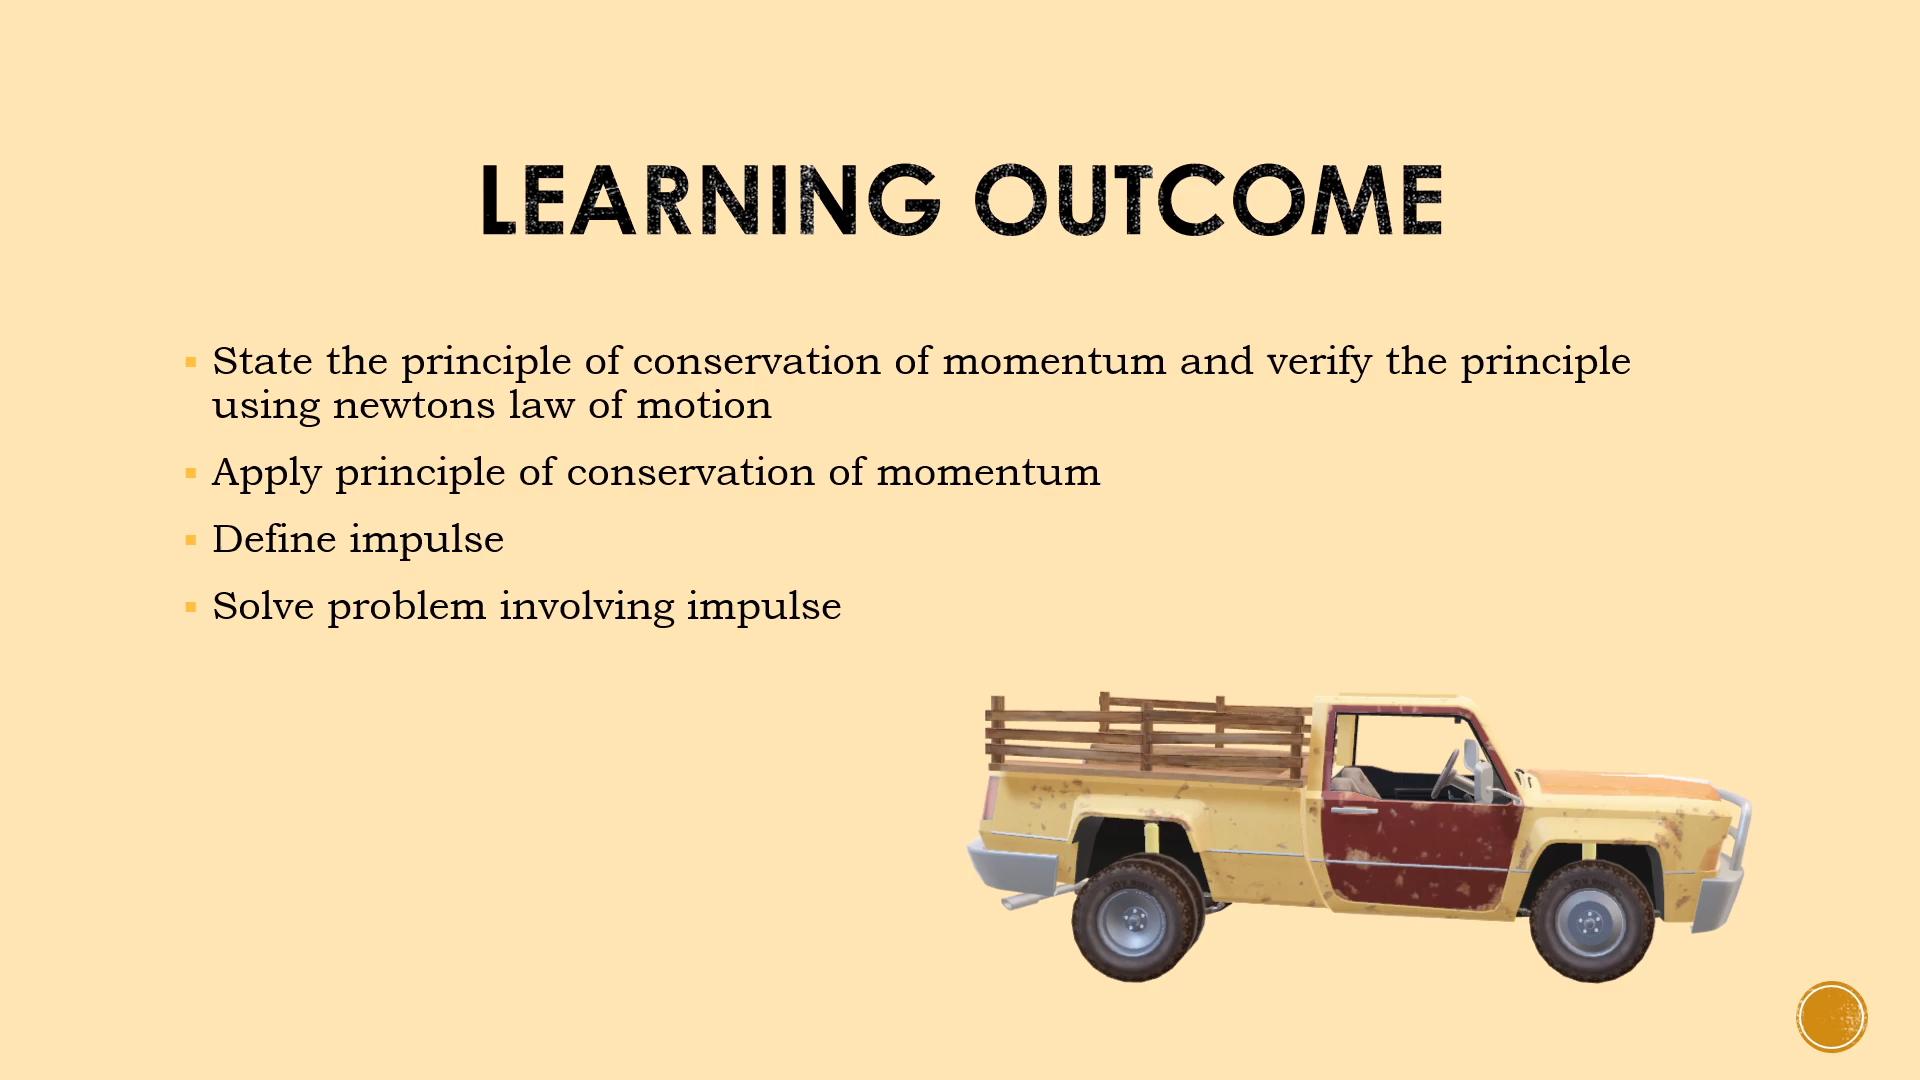 LEARNING OUTCOME
▪ State the principle of conservation of momentum and verify the principle
using newtons law of motion
▪ Apply principle of conservation of momentum
▪ Define impulse
▪ Solve problem involving impulse